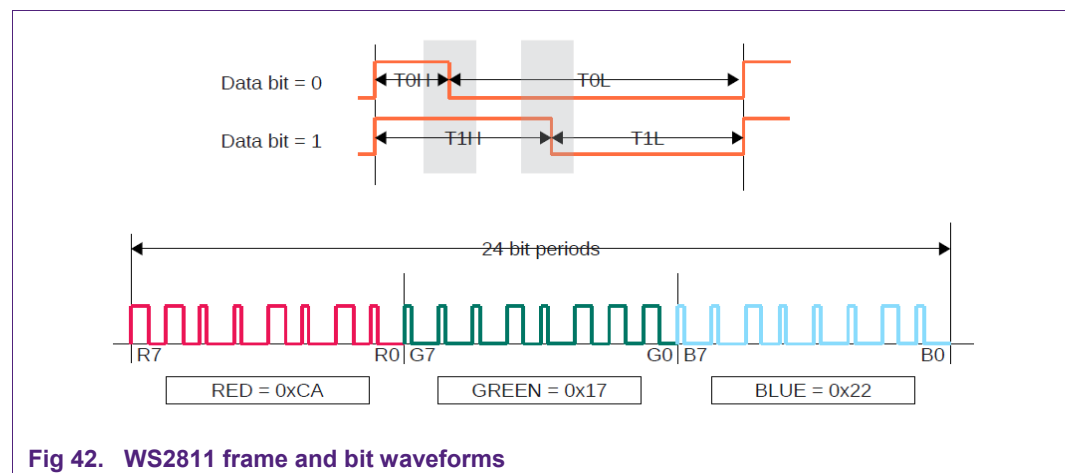 Data bit = 0
T0H
T0L
Data bit = 1
T1H
T1L
24 bit periods
R7 R0 G7 G0 B7 B0
RED = 0xCA
GREEN = 0x17
BLUE = 0x22
Fig 42. WS2811 frame and bit waveforms